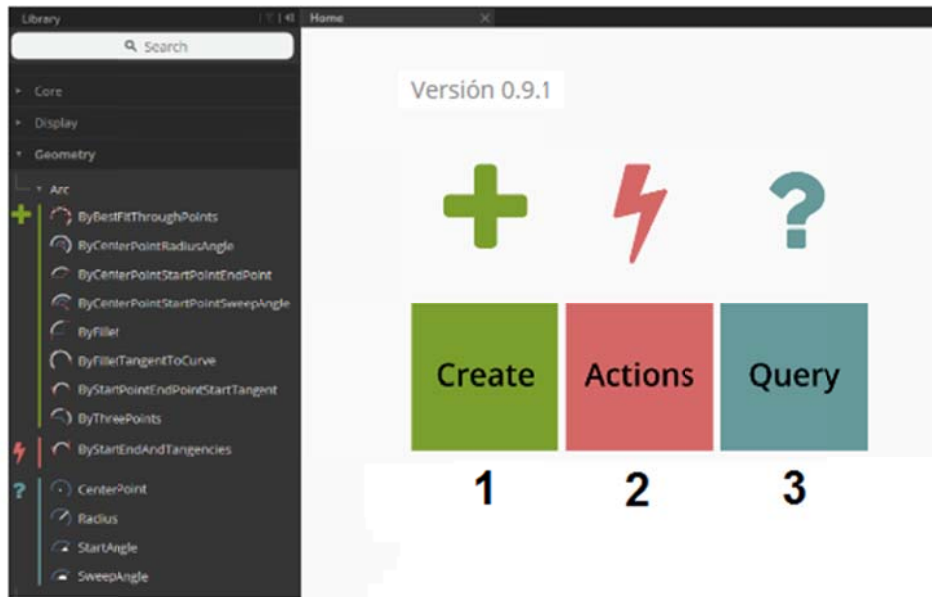 Library
Home
Search
Versión 0.9.1
Core
Display
Geometry
Arc
ByBestFitThroughPoints
ByCenterPointRadiusAngle
ByCenterPointStartPointEndPoint
ByCenterPointStartPointSweepAngle
ByFillet
ByFilletTangentToCurve
ByStartPointEndPointStartTangent
ByThreePoints
ByStartEndAndTangencies
CenterPoint
Radius
StartAngle
SweepAngle
Create Actions Query
1 2 3